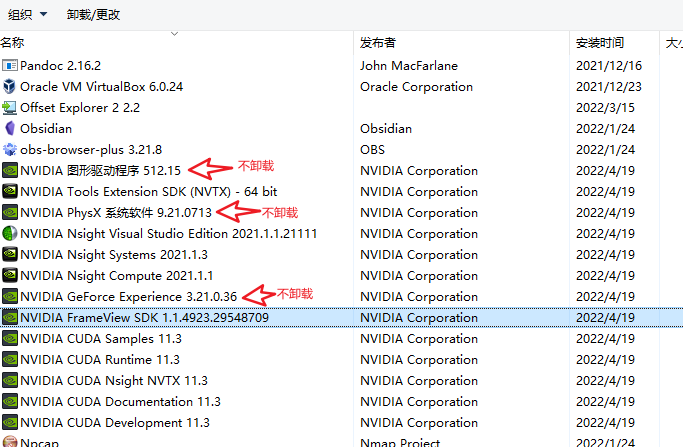 组织 卸载/更改
名称 发布者 安装时间 大小
Pandoc 2.16.2 John MacFarlane 2021/12/16
Oracle VM VirtualBox 6.0.24 Oracle Corporation 2021/12/23
Offset Explorer 2 2.2 2022/3/15
Obsidian Obsidian 2022/1/24
obs-browser-plus 3.21.8 OBS 2022/1/24
NVIDIA 图形驱动程序 512.15 不卸载 NVIDIA Corporation 2022/4/19
NVIDIA Tools Extension SDK (NVTX) - 64 bit NVIDIA Corporation 2022/4/19
NVIDIA PhysX 系统软件 9.21.0713 不卸载 NVIDIA Corporation 2022/4/19
NVIDIA Nsight Visual Studio Edition 2021.1.1.21111 NVIDIA Corporation 2022/4/19
NVIDIA Nsight Systems 2021.1.3 NVIDIA Corporation 2022/4/19
NVIDIA Nsight Compute 2021.1.1 NVIDIA Corporation 2022/4/19
NVIDIA GeForce Experience 3.21.0.36 不卸载 NVIDIA Corporation 2022/4/19
NVIDIA FrameView SDK 1.1.4923.29548709 NVIDIA Corporation 2022/4/19
NVIDIA CUDA Samples 11.3 NVIDIA Corporation 2022/4/19
NVIDIA CUDA Runtime 11.3 NVIDIA Corporation 2022/4/19
NVIDIA CUDA Nsight NVTX 11.3 NVIDIA Corporation 2022/4/19
NVIDIA CUDA Documentation 11.3 NVIDIA Corporation 2022/4/19
NVIDIA CUDA Development 11.3 NVIDIA Corporation 2022/4/19
Npcap Nmap Project 2022/1/24